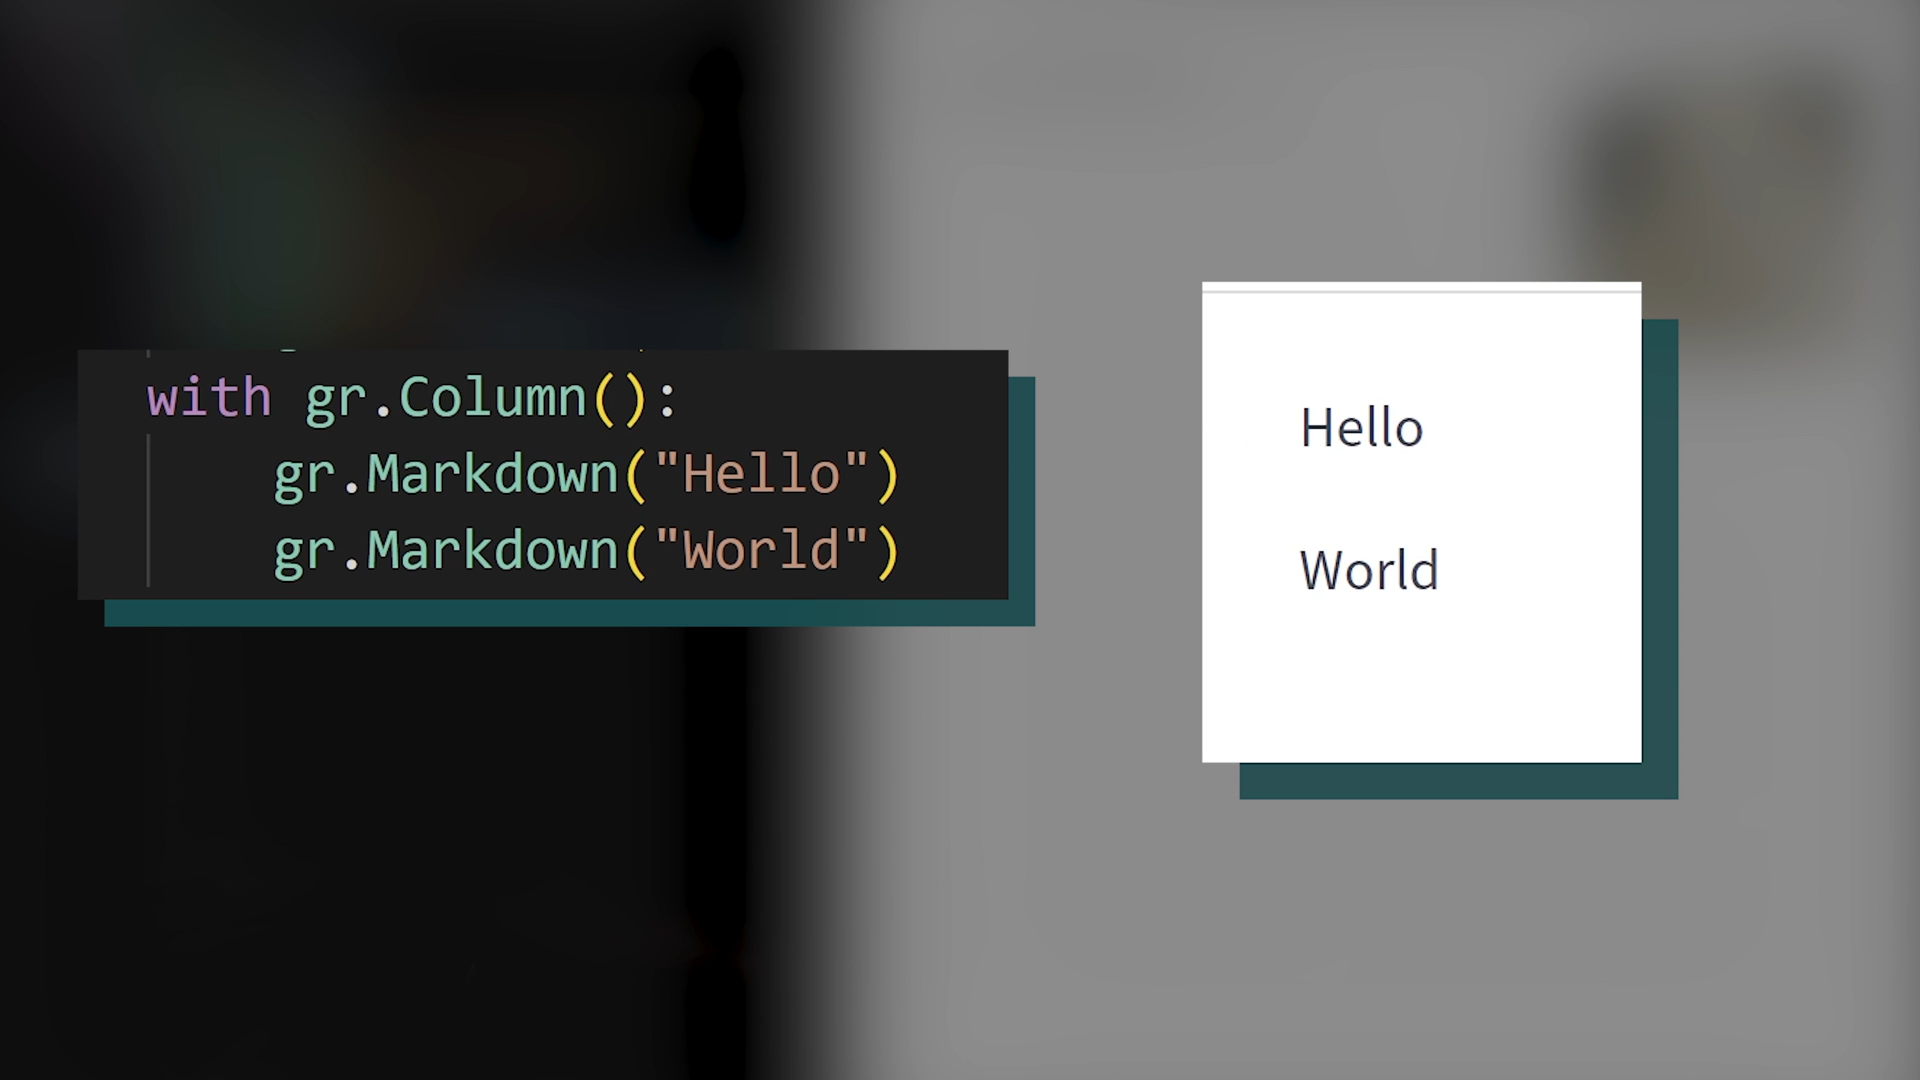 with gr.Column():
gr.Markdown("Hello")
gr.Markdown("World")
Hello
World